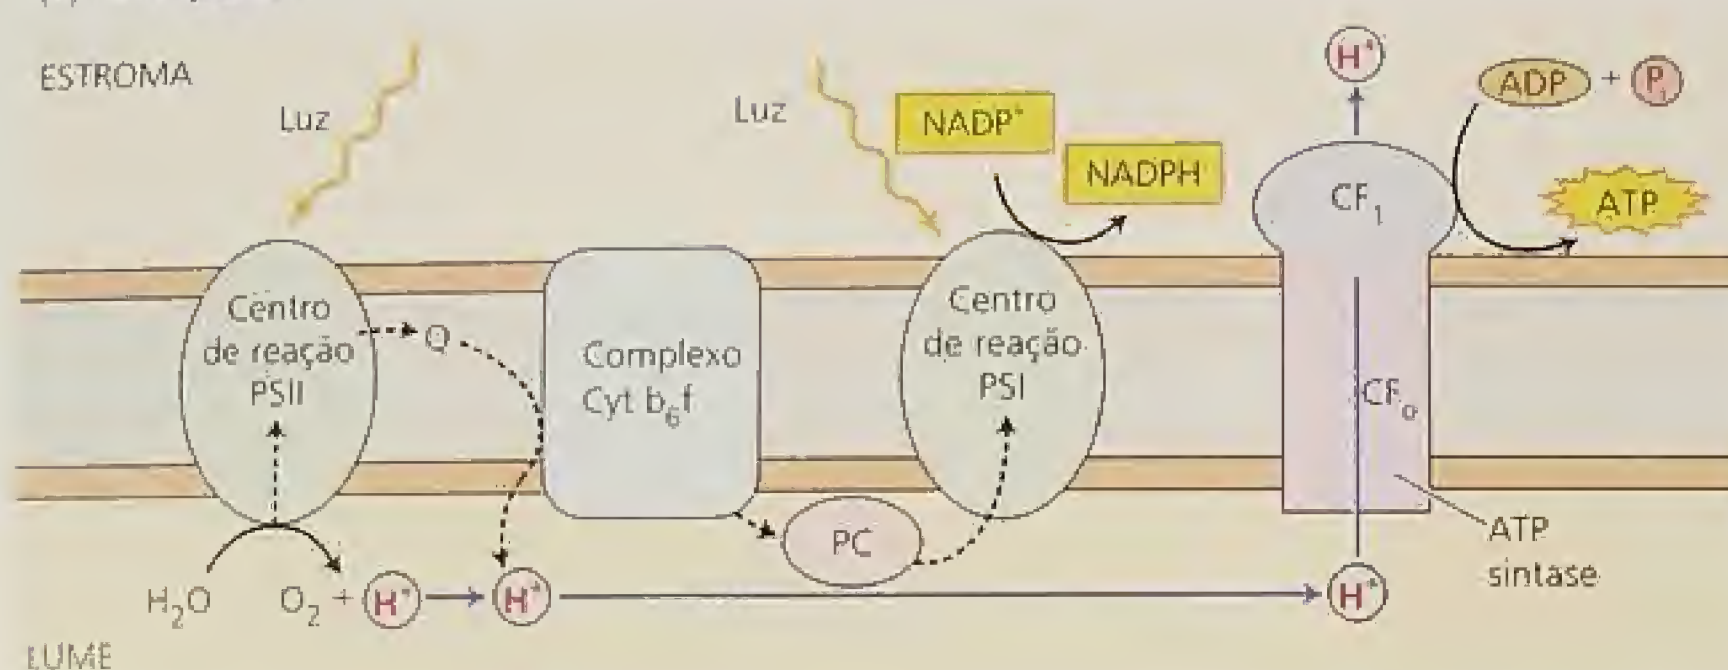 ESTROMA
Luz
Luz
NADP⁺
NADPH
H⁺
ADP + Pᵢ
ATP
CF₁
Centro
de reação
PSII
Q
Complexo
Cyt b₆f
Centro
de reação
PSI
CF₀
PC
ATP
sintase
H₂O
O₂ + H⁺
H⁺
H⁺
LUME